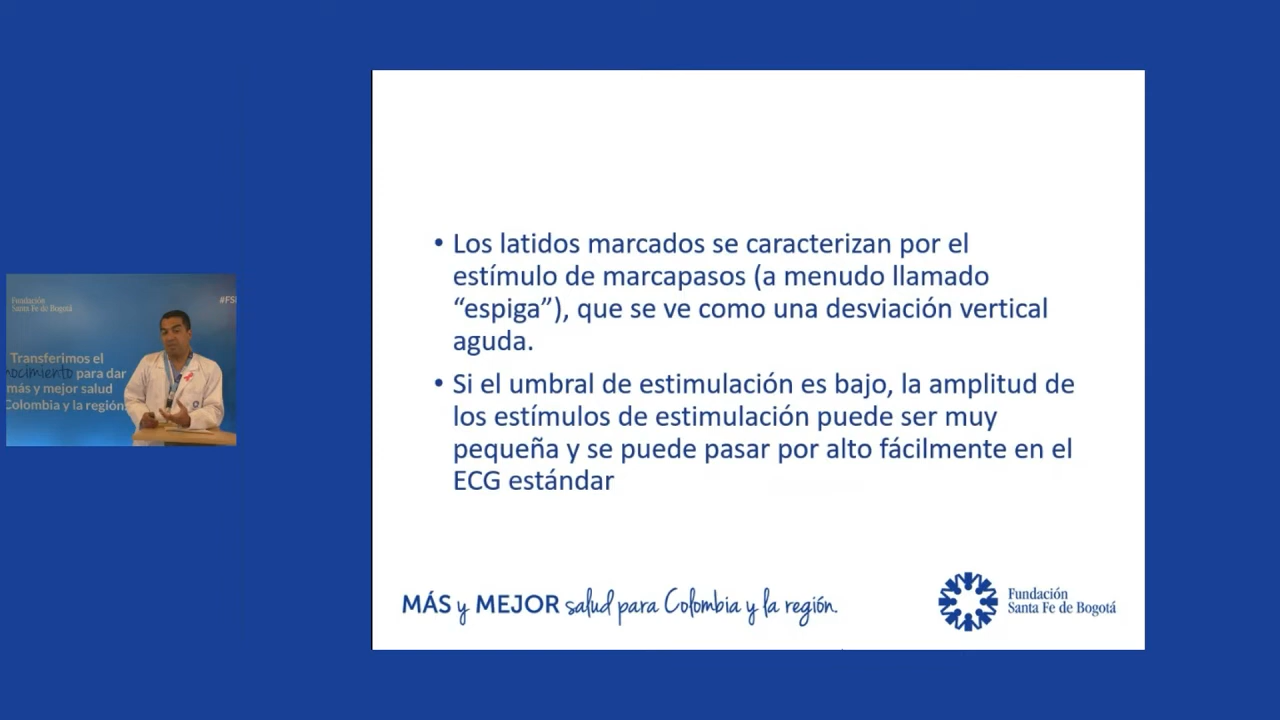 Fundación
Santa Fe de Bogotá
#FS
Transferimos el
nocimiento para dar
más y mejor salud
Colombia y la región
• Los latidos marcados se caracterizan por el
estímulo de marcapasos (a menudo llamado
“espiga”), que se ve como una desviación vertical
aguda.
• Si el umbral de estimulación es bajo, la amplitud de
los estímulos de estimulación puede ser muy
pequeña y se puede pasar por alto fácilmente en el
ECG estándar
MÁS y MEJOR salud para Colombia y la región.
Fundación
Santa Fe de Bogotá